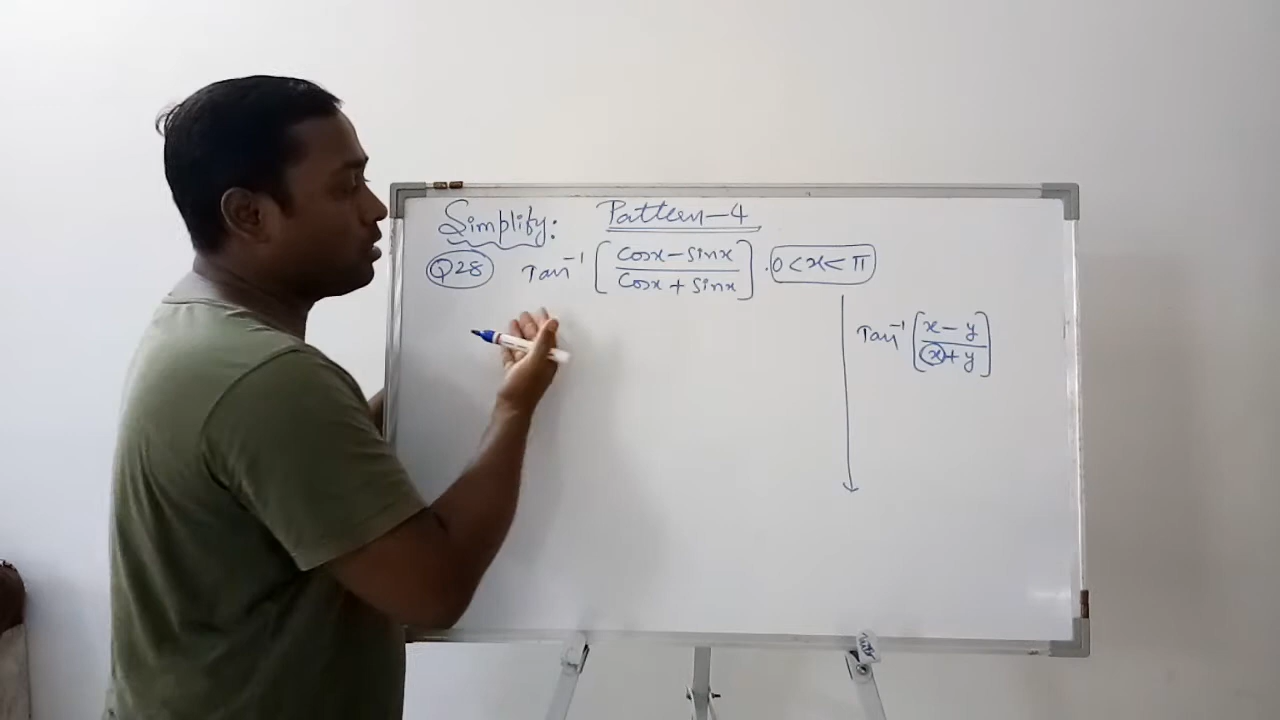 Simplify: Pattern-4
Q28 Tan⁻¹ [ (Cosx - Sinx) / (Cosx + Sinx) ] . 0 < x < π
Tan⁻¹ [ (x - y) / (x + y) ]